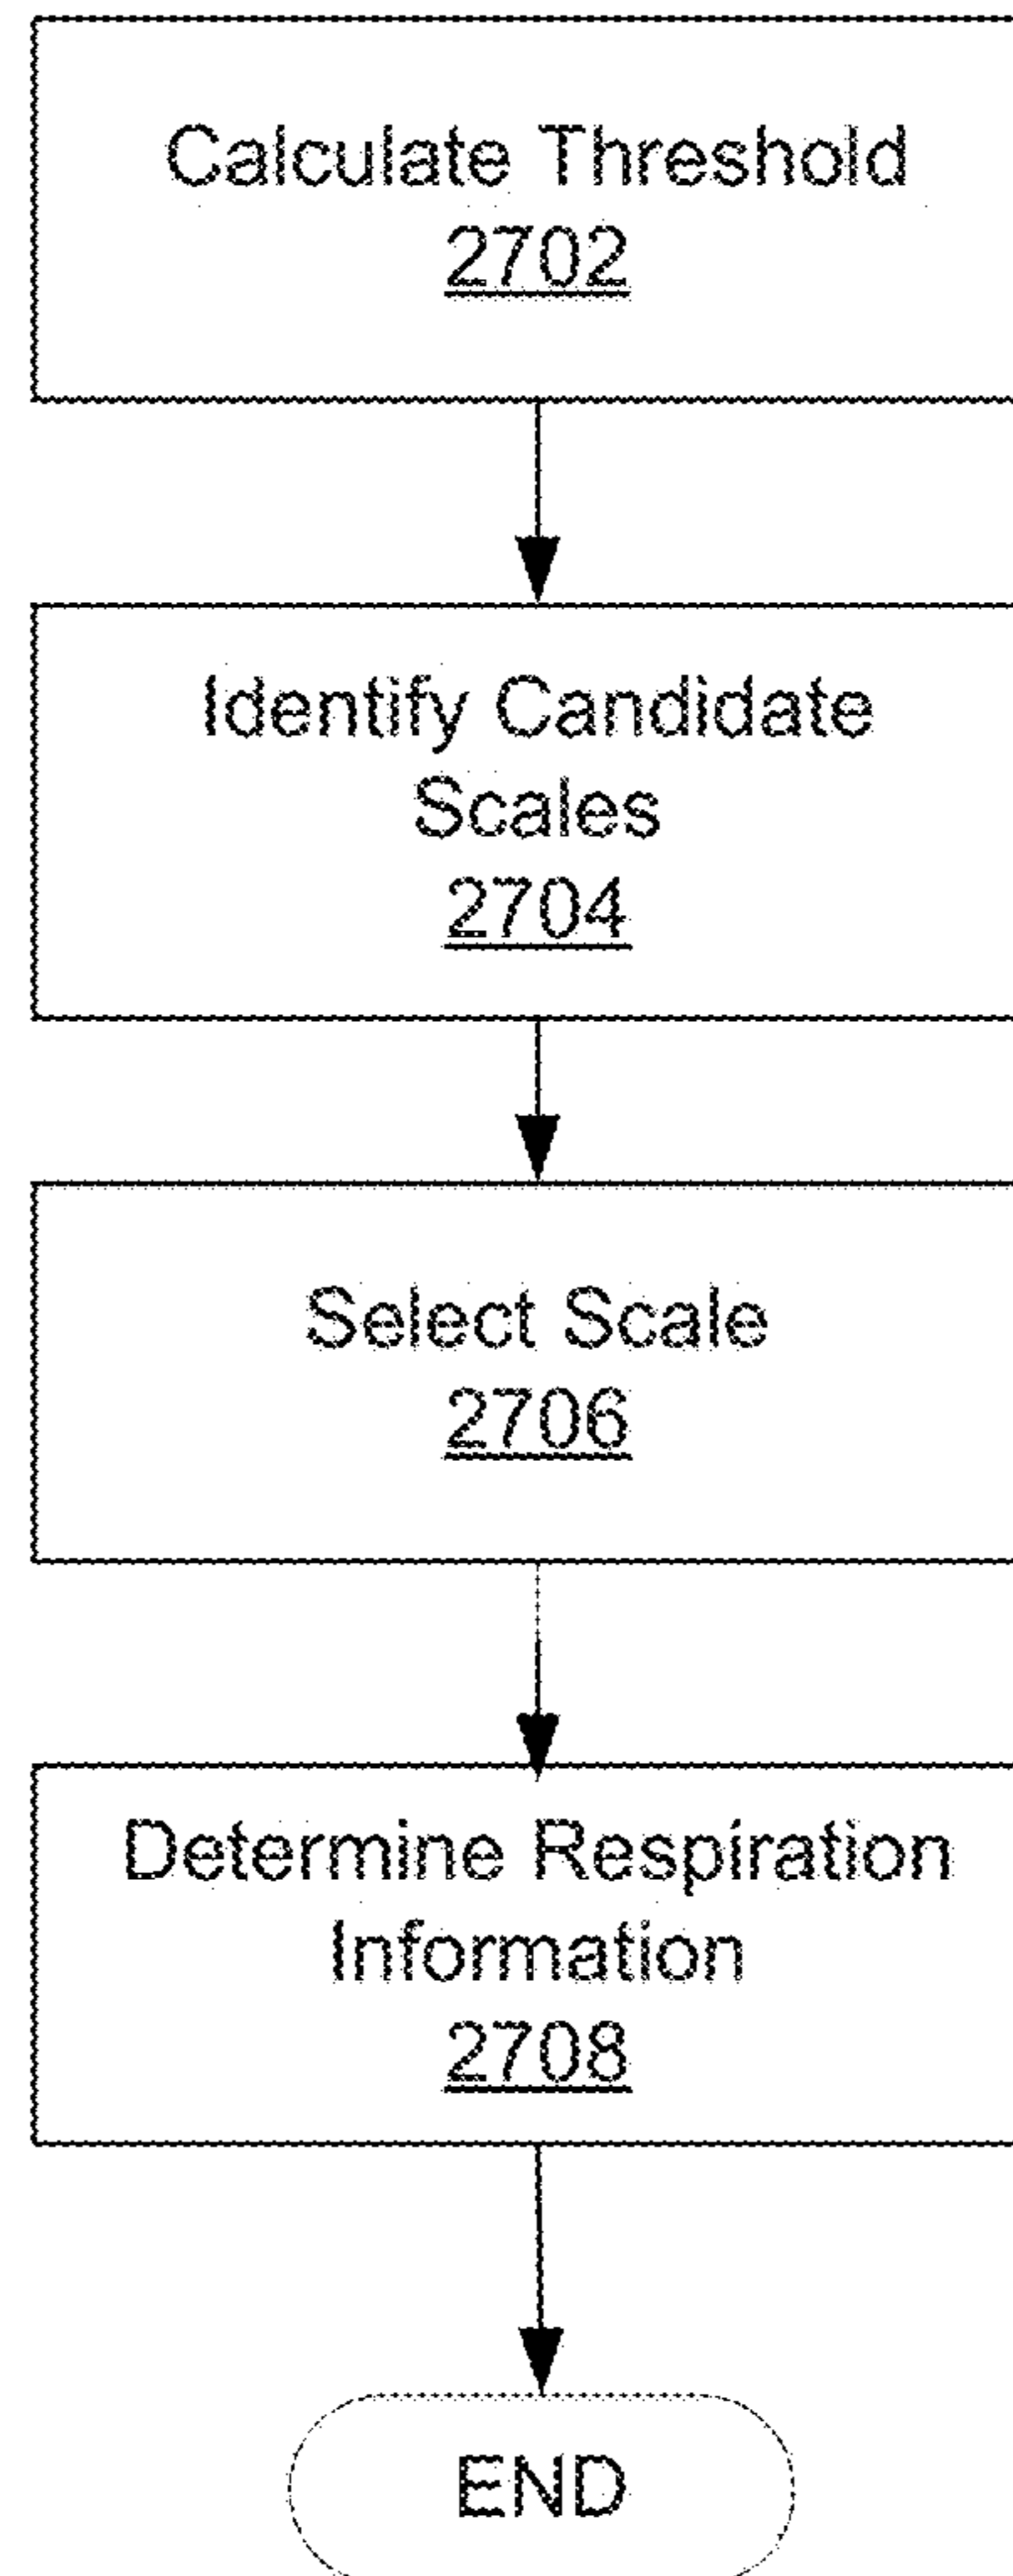 Calculate Threshold
2702
Identify Candidate
Scales
2704
Select Scale
2706
Determine Respiration
Information
2708
END